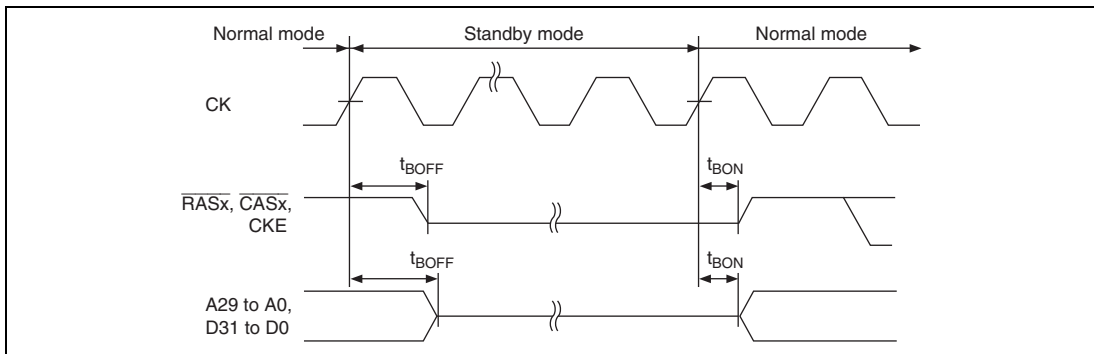 Normal mode Standby mode Normal mode
CK
tBOFF tBON
RASx, CASx,
CKE
tBOFF tBON
A29 to A0,
D31 to D0